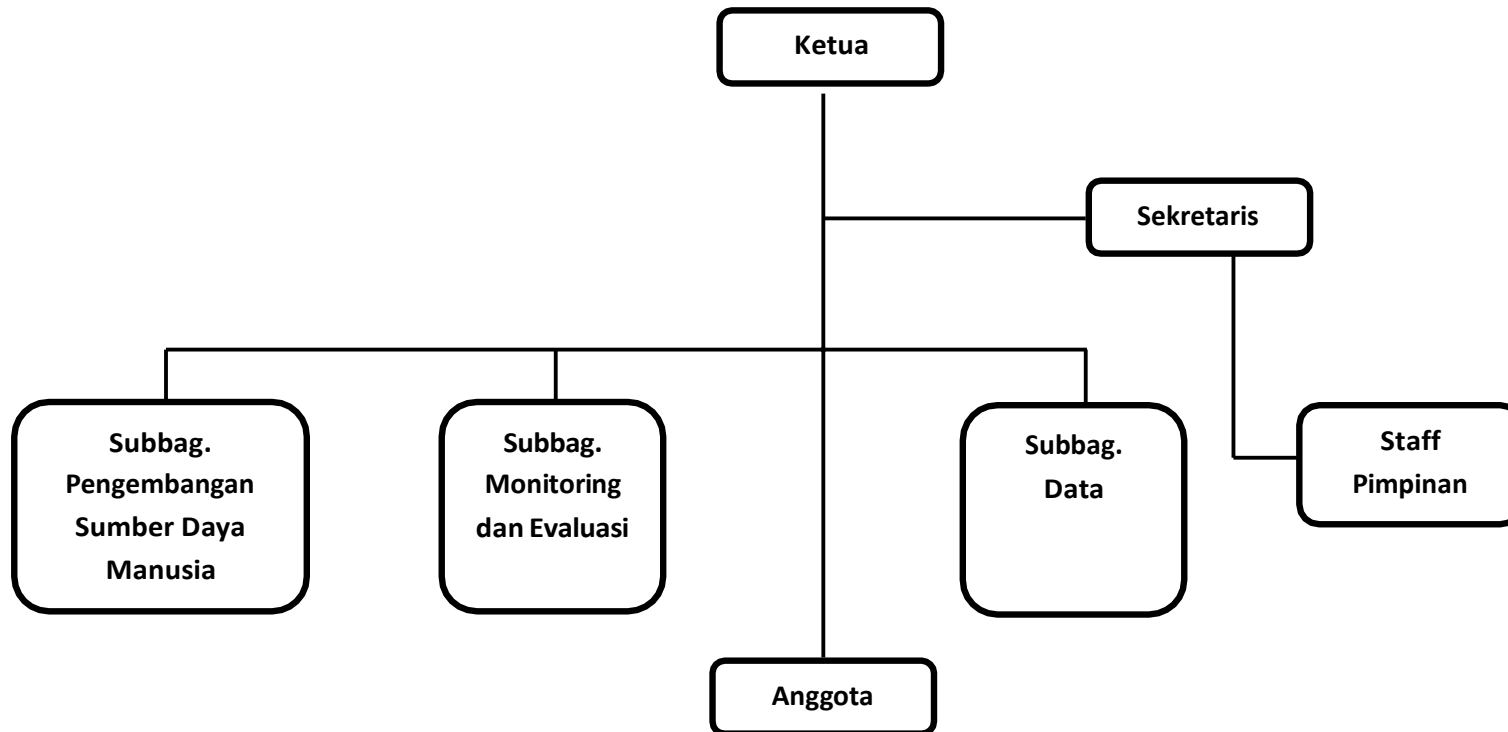 Ketua
Sekretaris
Subbag.
Pengembangan
Sumber Daya
Manusia
Subbag.
Monitoring
dan Evaluasi
Subbag.
Data
Staff
Pimpinan
Anggota